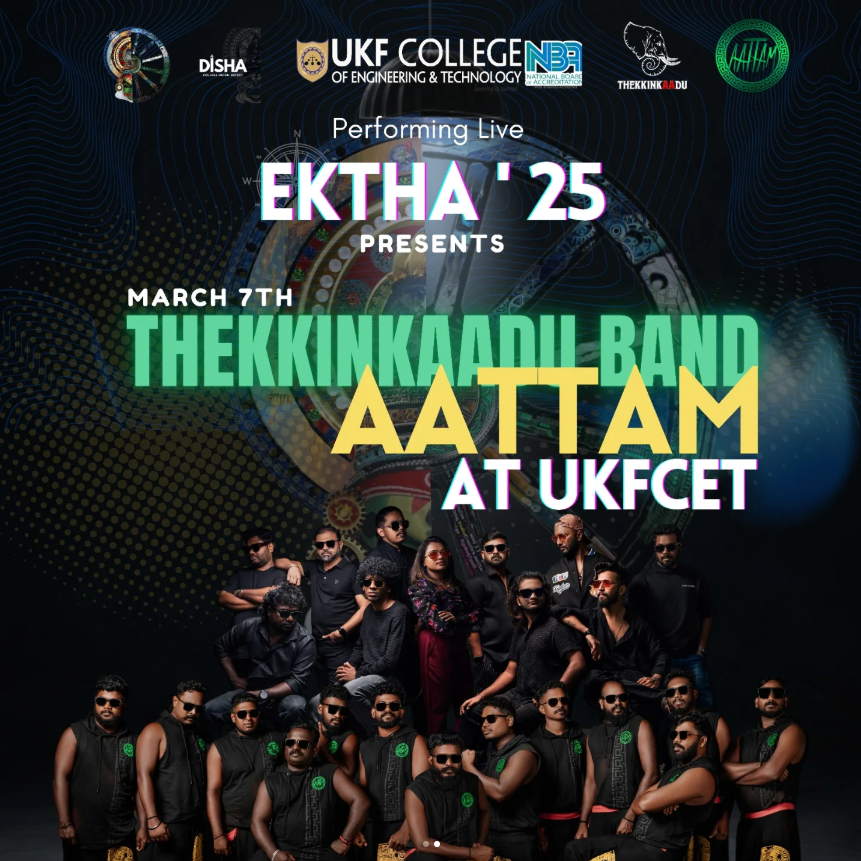 DISHA
UKF COLLEGE
OF ENGINEERING & TECHNOLOGY
NBA
NATIONAL BOARD
OF ACCREDITATION
THEKKINKAADU
AATTAM
Performing Live
N
EKTHA ' 25
PRESENTS
MARCH 7TH
THEKKINKAADU BAND
AATTAM
AT UKFCET